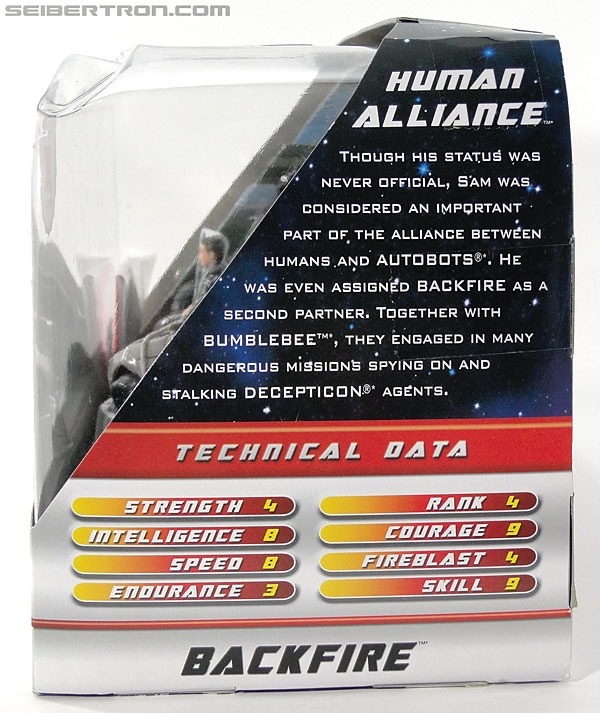 SEIBERTRON.COM
HUMAN
ALLIANCE™
THOUGH HIS STATUS WAS
NEVER OFFICIAL, SAM WAS
CONSIDERED AN IMPORTANT
PART OF THE ALLIANCE BETWEEN
HUMANS AND AUTOBOTS®*. HE
WAS EVEN ASSIGNED BACKFIRE AS A
SECOND PARTNER. TOGETHER WITH
BUMBLEBEE™*, THEY ENGAGED IN MANY
DANGEROUS MISSIONS SPYING ON AND
STALKING DECEPTICON®* AGENTS.
TECHNICAL DATA
STRENGTH 4
INTELLIGENCE 8
SPEED 8
ENDURANCE 3
RANK 4
COURAGE 9
FIREBLAST 4
SKILL 9
BACKFIRE™*